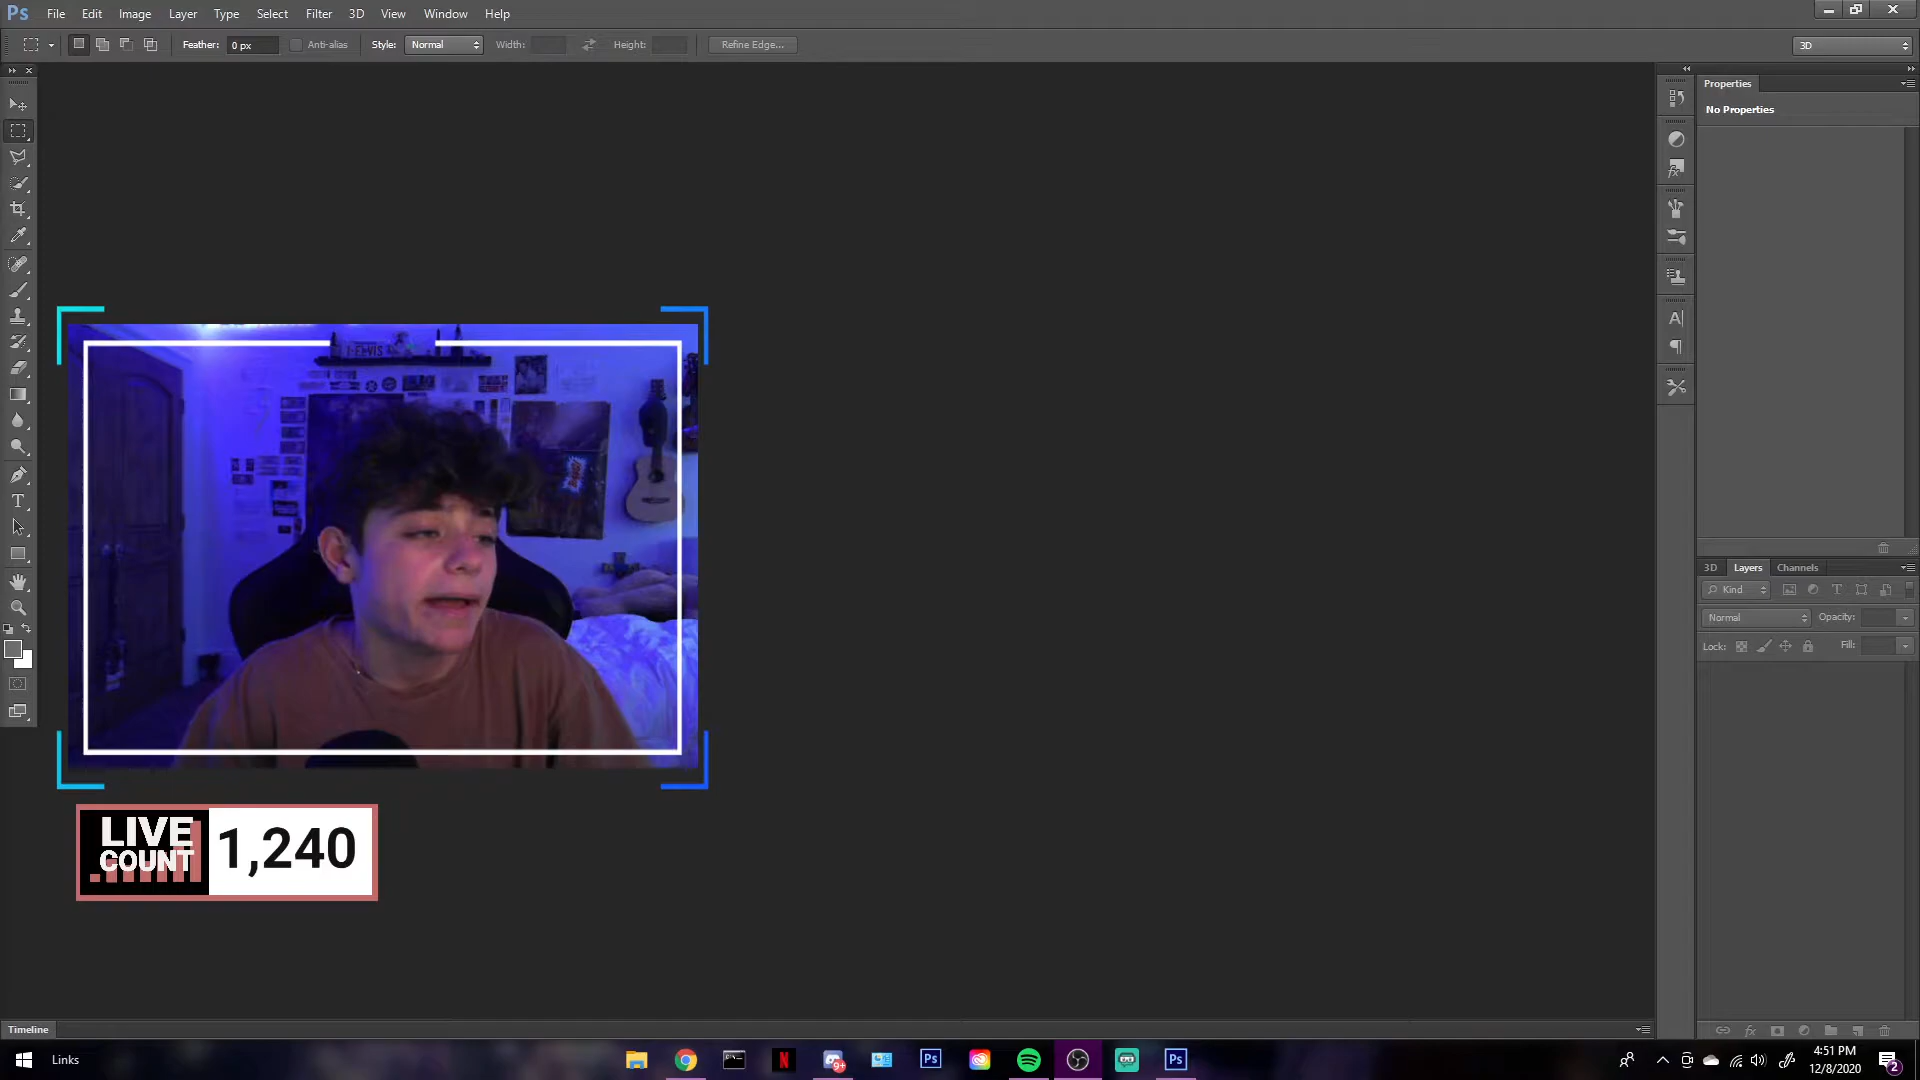 Ps File Edit Image Layer Type Select Filter 3D View Window Help
Feather: 0 px Anti-alias Style: Normal Width: Height: Refine Edge... 3D
Properties
No Properties
LIVE
COUNT
1,240
3D Layers Channels
Kind
Normal Opacity:
Lock: Fill:
Timeline
Links
4:51 PM
12/8/2020